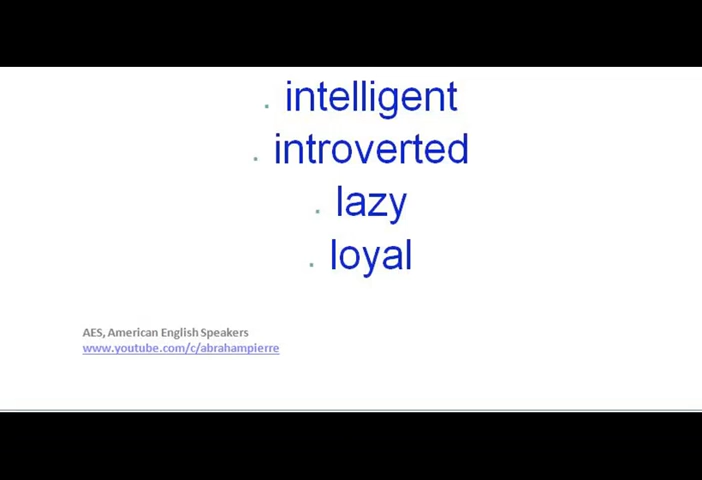 . intelligent
. introverted
. lazy
. loyal
AES, American English Speakers
www.youtube.com/c/abrahampierre